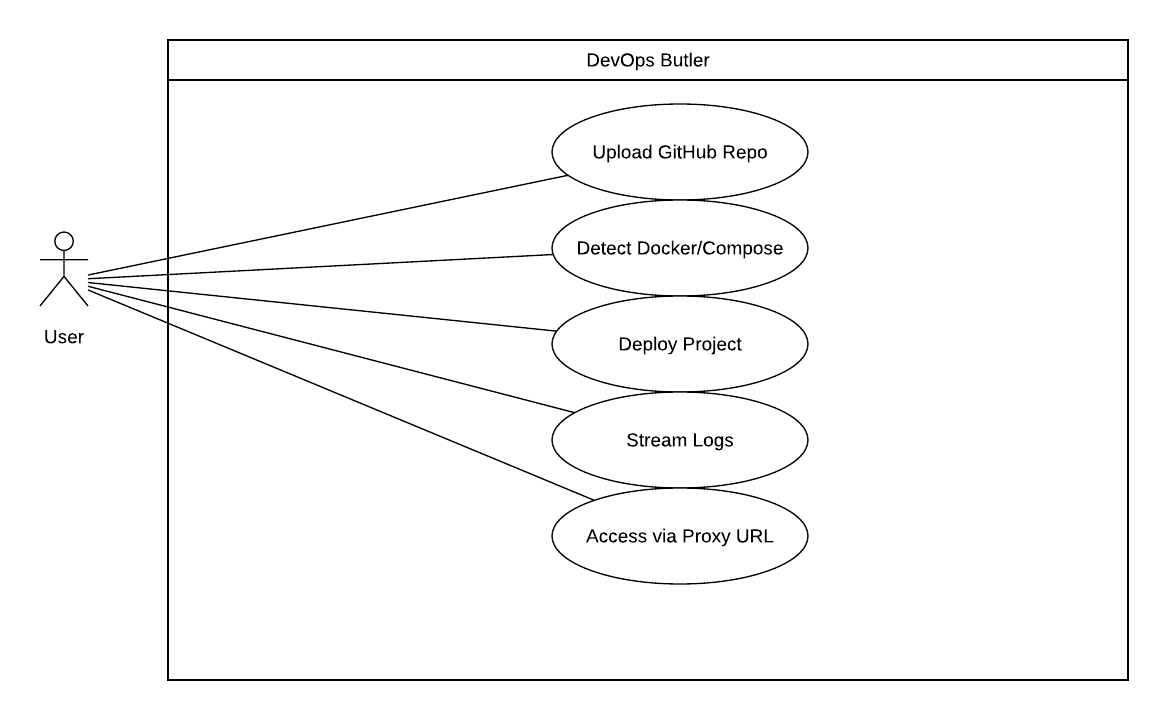 DevOps Butler
Upload GitHub Repo
Detect Docker/Compose
Deploy Project
Stream Logs
Access via Proxy URL
User